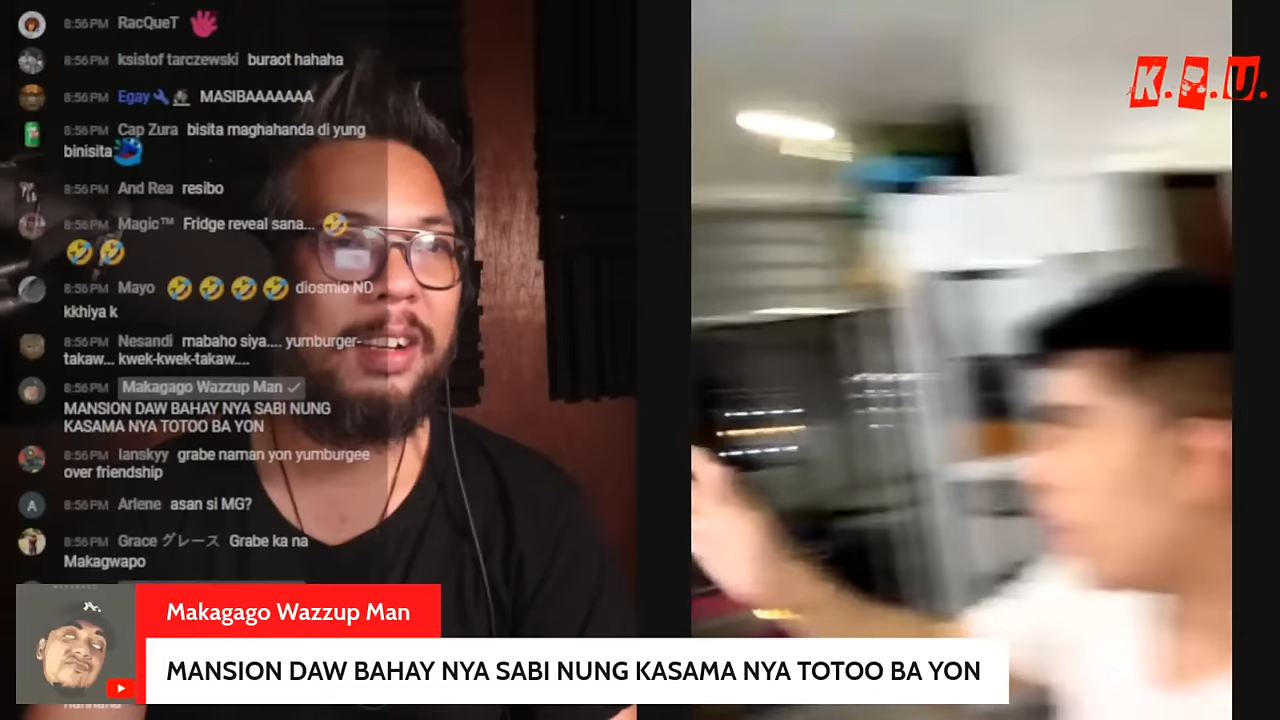 8:56 PM RacQueT
8:56 PM ksistof tarczewski buraot hahaha
8:56 PM Egay MASIBAAAAAAA
8:56 PM Cap Zura bisita maghahanda di yung
binisita
8:56 PM And Rea resibo
8:56 PM Magic™ Fridge reveal sana...
8:56 PM Mayo diosmio ND
kkhiya k
8:56 PM Nesandi mabaho siya.... yumburger-
takaw... kwek-kwek-takaw....
8:56 PM Makagago Wazzup Man
MANSION DAW BAHAY NYA SABI NUNG
KASAMA NYA TOTOO BA YON
8:56 PM Ianskyy grabe naman yon yumburgee
over friendship
A 8:56 PM Arlene asan si MG?
8:56 PM Grace グレース Grabe ka na
Makagwapo
Makagago Wazzup Man
MANSION DAW BAHAY NYA SABI NUNG KASAMA NYA TOTOO BA YON
K.B.U.